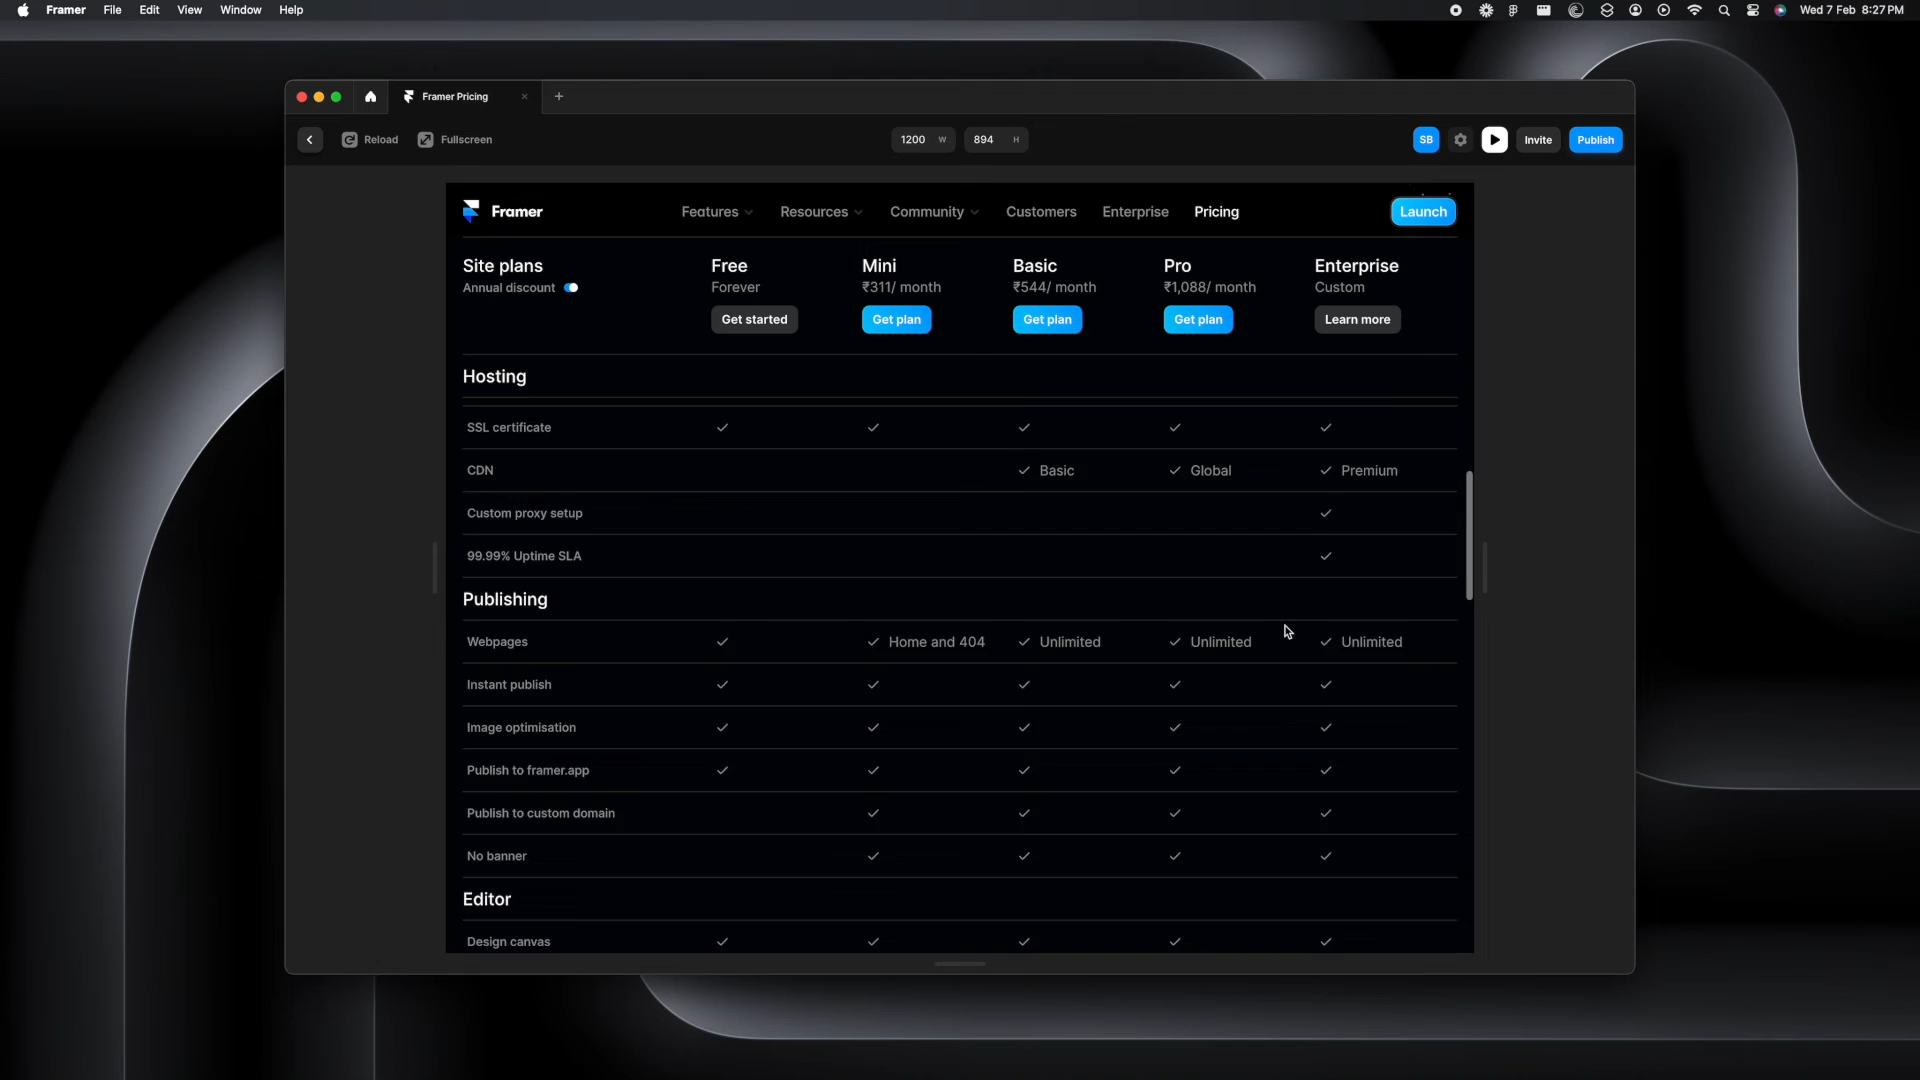 Framer File Edit View Window Help Wed 7 Feb 8:27 PM
Framer Pricing
Reload Fullscreen 1200 W 894 H SB Invite Publish
Framer Features Resources Community Customers Enterprise Pricing Launch
Site plans Free Mini Basic Pro Enterprise
Annual discount Forever ₹311/ month ₹544/ month ₹1,088/ month Custom
Get started Get plan Get plan Get plan Learn more
Hosting
SSL certificate
CDN Basic Global Premium
Custom proxy setup
99.99% Uptime SLA
Publishing
Webpages Home and 404 Unlimited Unlimited Unlimited
Instant publish
Image optimisation
Publish to framer.app
Publish to custom domain
No banner
Editor
Design canvas